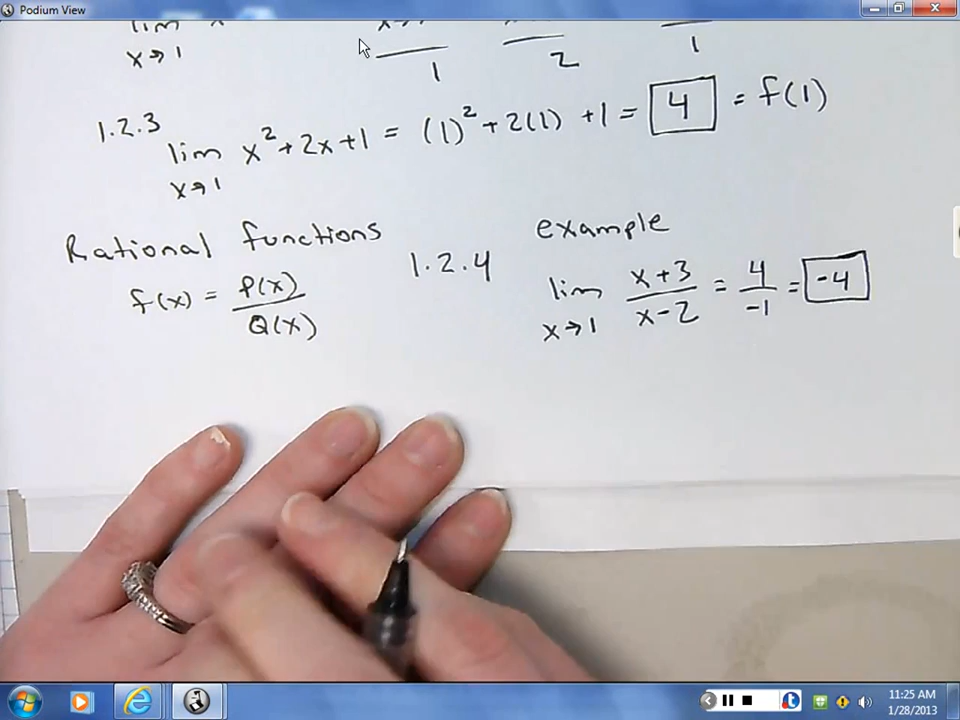 Podium View
lim
x→1
1
2
1
1.2.3
lim x²+2x+1 = (1)²+2(1)+1 = 4 = f(1)
x→1
Rational functions
f(x) = P(x)/Q(x)
1.2.4
example
lim x+3/x-2 = 4/-1 = -4
x→1
11:25 AM
1/28/2013